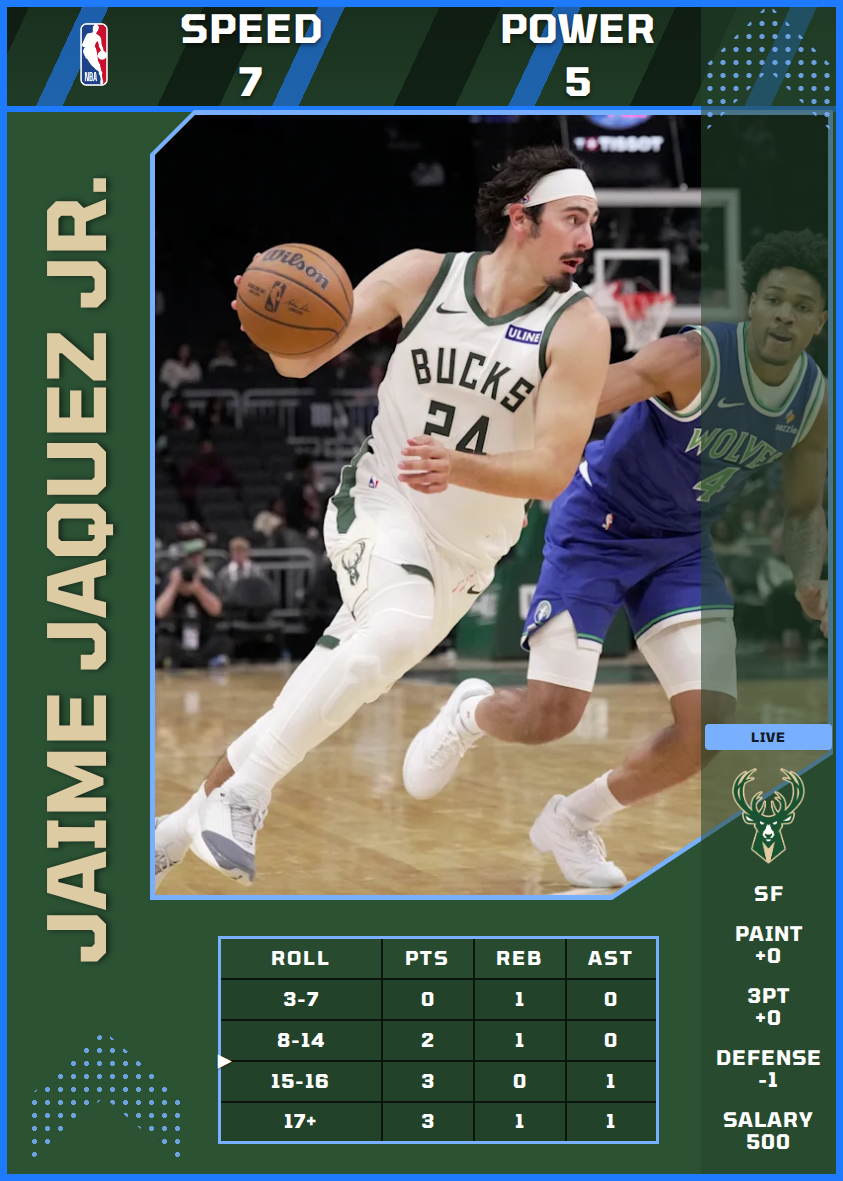 NBA
SPEED
7
POWER
5
JAIME JAQUEZ JR.
TISSOT
Wilson
ULINE
BUCKS
24
WOLVES
4
LIVE
SF
PAINT
+0
3PT
+0
DEFENSE
-1
SALARY
500
ROLL PTS REB AST
3-7 0 1 0
8-14 2 1 0
15-16 3 0 1
17+ 3 1 1